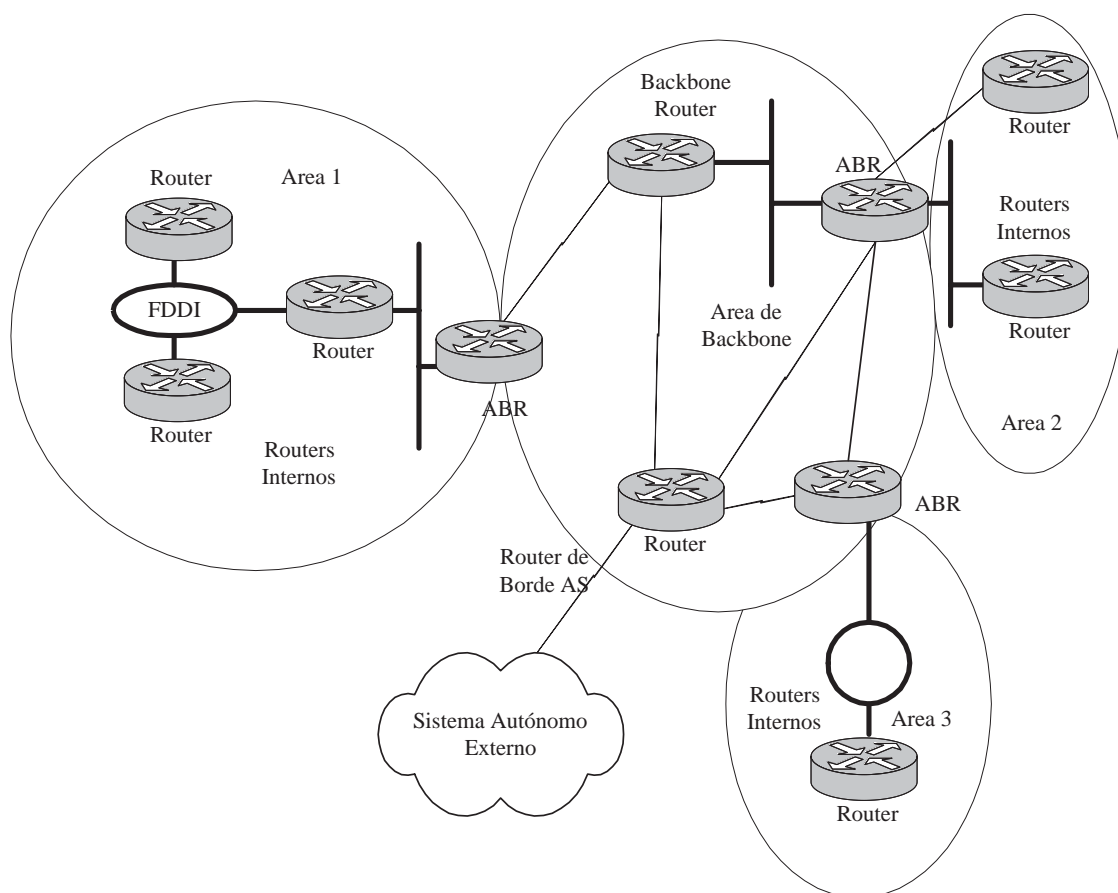 Backbone
Router
Router
ABR
Router
Area 1
Routers
Internos
FDDI
Router
Area de
Backbone
Router
ABR
Router
Area 2
Routers
Internos
ABR
Router
Router de
Borde AS
Sistema Autónomo
Externo
Routers
Internos
Area 3
Router